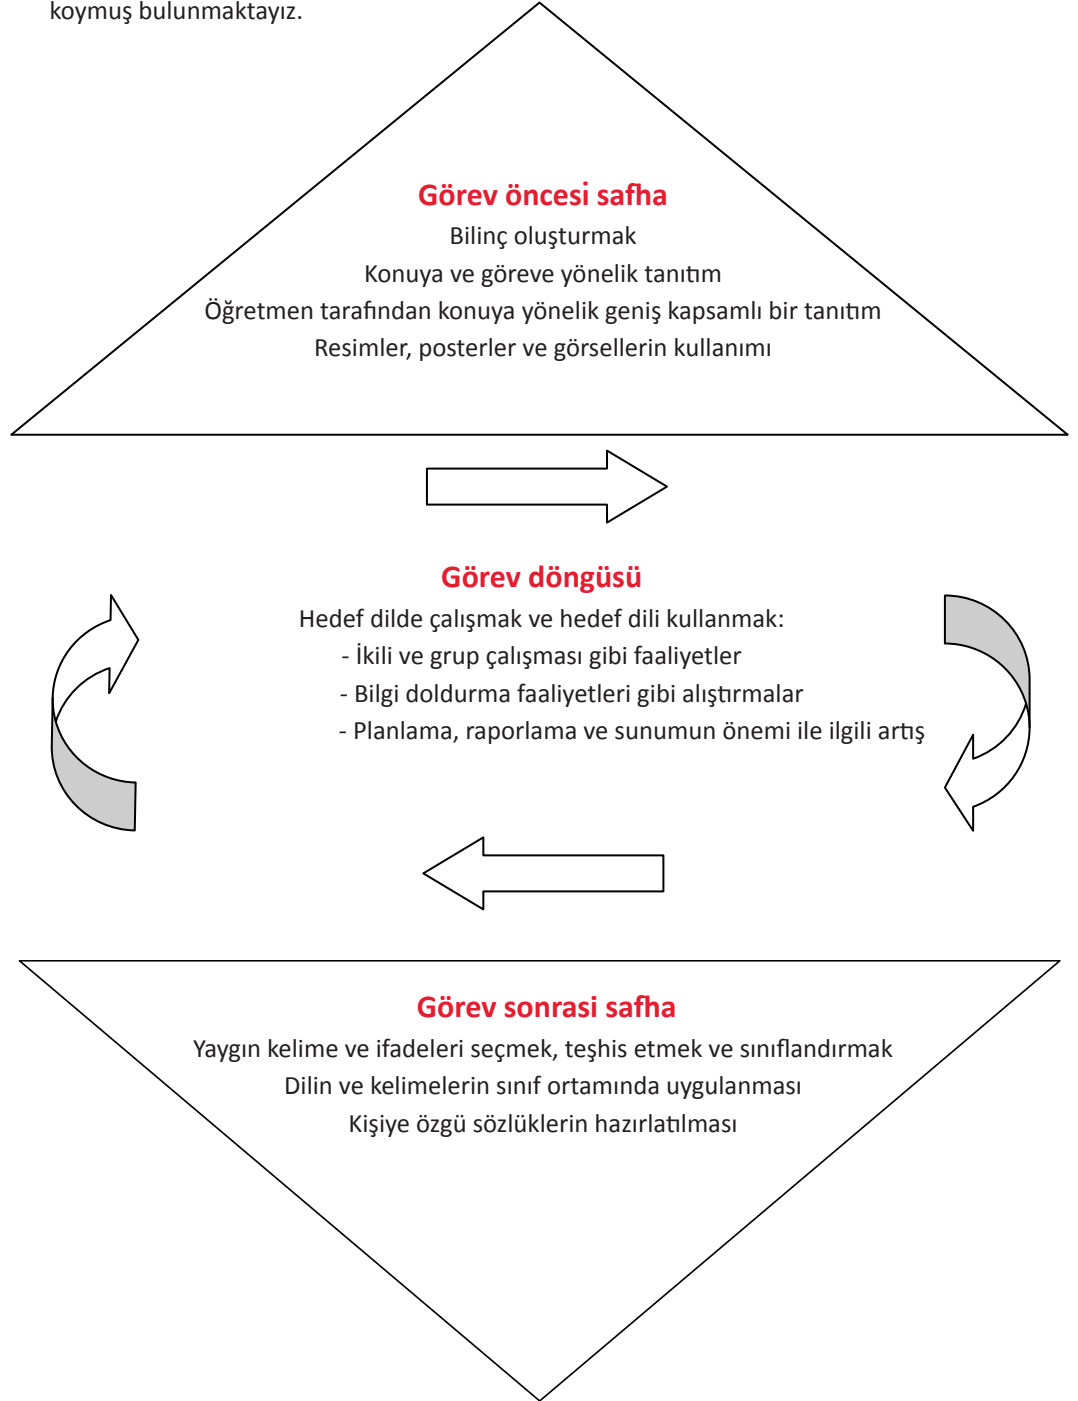 koymuş bulunmaktayız.
Görev öncesi safha
Bilinç oluşturmak
Konuya ve göreve yönelik tanıtım
Öğretmen tarafından konuya yönelik geniş kapsamlı bir tanıtım
Resimler, posterler ve görsellerin kullanımı
Görev döngüsü
Hedef dilde çalışmak ve hedef dili kullanmak:
- İkili ve grup çalışması gibi faaliyetler
- Bilgi doldurma faaliyetleri gibi alıştırmalar
- Planlama, raporlama ve sunumun önemi ile ilgili artış
Görev sonrasi safha
Yaygın kelime ve ifadeleri seçmek, teşhis etmek ve sınıflandırmak
Dilin ve kelimelerin sınıf ortamında uygulanması
Kişiye özgü sözlüklerin hazırlatılması